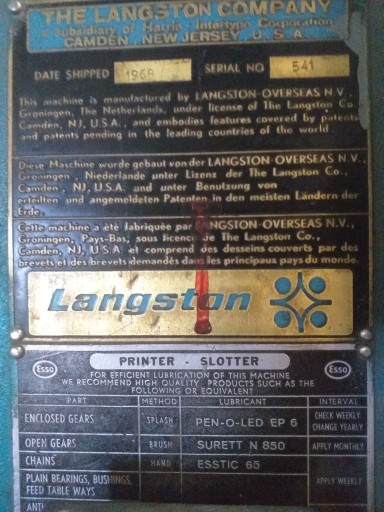 THE LANGSTON COMPANY
a subsidiary of Harris-Intertype Corporation
CAMDEN, NEW JERSEY, U.S.A.
DATE SHIPPED 1968 SERIAL NO 541
This machine is manufactured by LANGSTON-OVERSEAS N.V.,
Groningen, The Netherlands, under license of The Langston Co.,
Camden, NJ, U.S.A., and embodies features covered by patents
and patents pending in the leading countries of the world.
Diese Maschine wurde gebaut von der LANGSTON-OVERSEAS N.V.,
Groningen, Niederlande unter Lizenz der The Langston Co.,
Camden, NJ, U.S.A. und unter Benutzung von
erteilten und angemeldeten Patenten in den meisten Ländern der
Erde.
Cette machine a été fabriquée par LANGSTON-OVERSEAS N.V.,
Groningen, Pays-Bas, sous licence de The Langston Co.,
Camden, NJ, U.S.A. et comprend des desseins couverts par des
brevets et des brevets demandés dans les principaux pays du monde.
Langston
PRINTER - SLOTTER
Esso Esso
FOR EFFICIENT LUBRICATION OF THIS MACHINE
WE RECOMMEND HIGH QUALITY PRODUCTS SUCH AS THE
FOLLOWING OR EQUIVALENT
PART METHOD LUBRICANT INTERVAL
ENCLOSED GEARS SPLASH PEN-O-LED EP 6 CHECK WEEKLY
CHANGE YEARLY
OPEN GEARS BRUSH SURETT N 850 APPLY MONTHLY
CHAINS HAND ESSTIC 65
PLAIN BEARINGS, BUSHINGS, APPLY WEEKLY
FEED TABLE WAYS